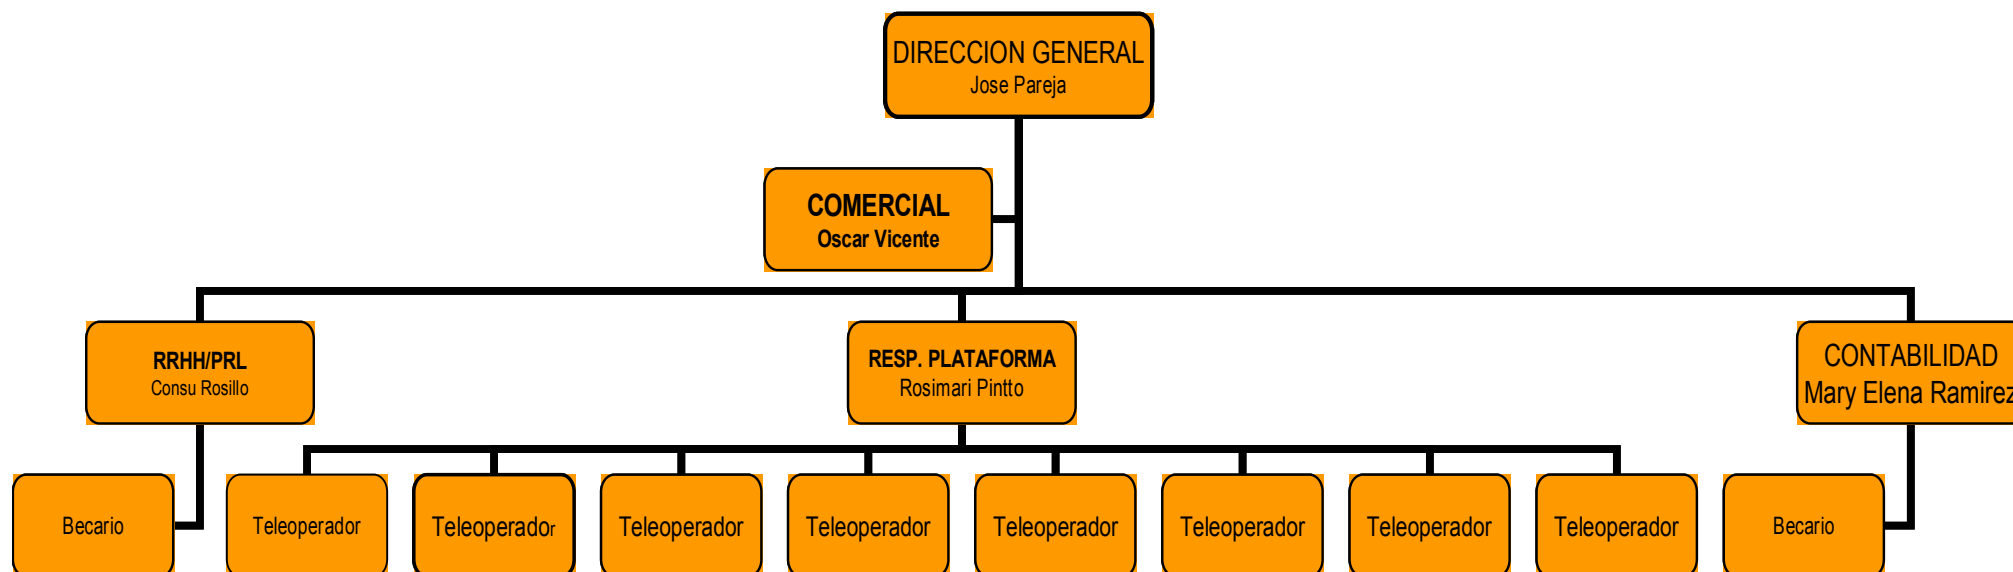 DIRECCION GENERAL
Jose Pareja
COMERCIAL
Oscar Vicente
RRHH/PRL
Consu Rosillo
RESP. PLATAFORMA
Rosimari Pintto
CONTABILIDAD
Mary Elena Ramirez
Becario
Teleoperador
Teleoperador
Teleoperador
Teleoperador
Teleoperador
Teleoperador
Teleoperador
Teleoperador
Becario